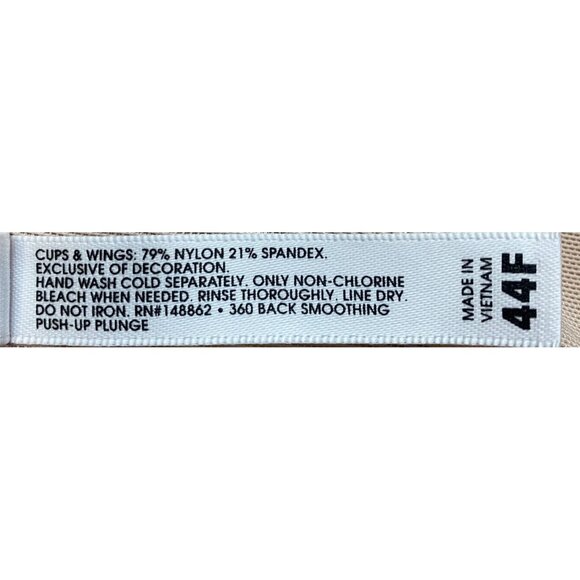 CUPS & WINGS: 79% NYLON 21% SPANDEX.
EXCLUSIVE OF DECORATION.
HAND WASH COLD SEPARATELY. ONLY NON-CHLORINE
BLEACH WHEN NEEDED. RINSE THOROUGHLY. LINE DRY.
DO NOT IRON. RN#148862 • 360 BACK SMOOTHING
PUSH-UP PLUNGE
MADE IN
VIETNAM
44F